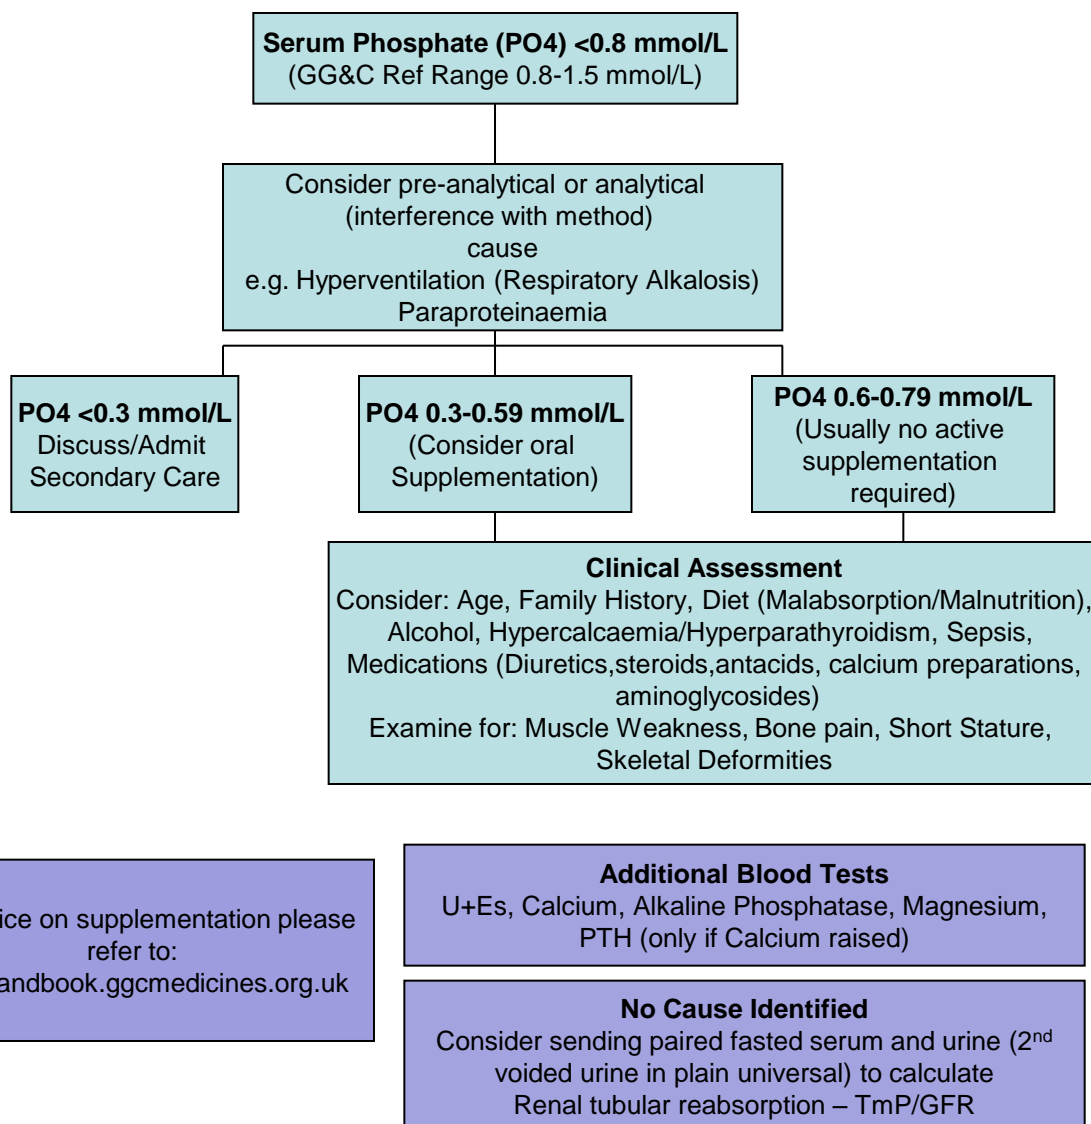 Serum Phosphate (PO4) <0.8 mmol/L
(GG&C Ref Range 0.8-1.5 mmol/L)
Consider pre-analytical or analytical
(interference with method)
cause
e.g. Hyperventilation (Respiratory Alkalosis)
Paraproteinaemia
PO4 <0.3 mmol/L
Discuss/Admit
Secondary Care
PO4 0.3-0.59 mmol/L
(Consider oral
Supplementation)
PO4 0.6-0.79 mmol/L
(Usually no active
supplementation
required)
Clinical Assessment
Consider: Age, Family History, Diet (Malabsorption/Malnutrition),
Alcohol, Hypercalcaemia/Hyperparathyroidism, Sepsis,
Medications (Diuretics,steroids,antacids, calcium preparations,
aminoglycosides)
Examine for: Muscle Weakness, Bone pain, Short Stature,
Skeletal Deformities
ice on supplementation please
refer to:
andbook.ggcmedicines.org.uk
Additional Blood Tests
U+Es, Calcium, Alkaline Phosphatase, Magnesium,
PTH (only if Calcium raised)
No Cause Identified
Consider sending paired fasted serum and urine (2nd
voided urine in plain universal) to calculate
Renal tubular reabsorption – TmP/GFR